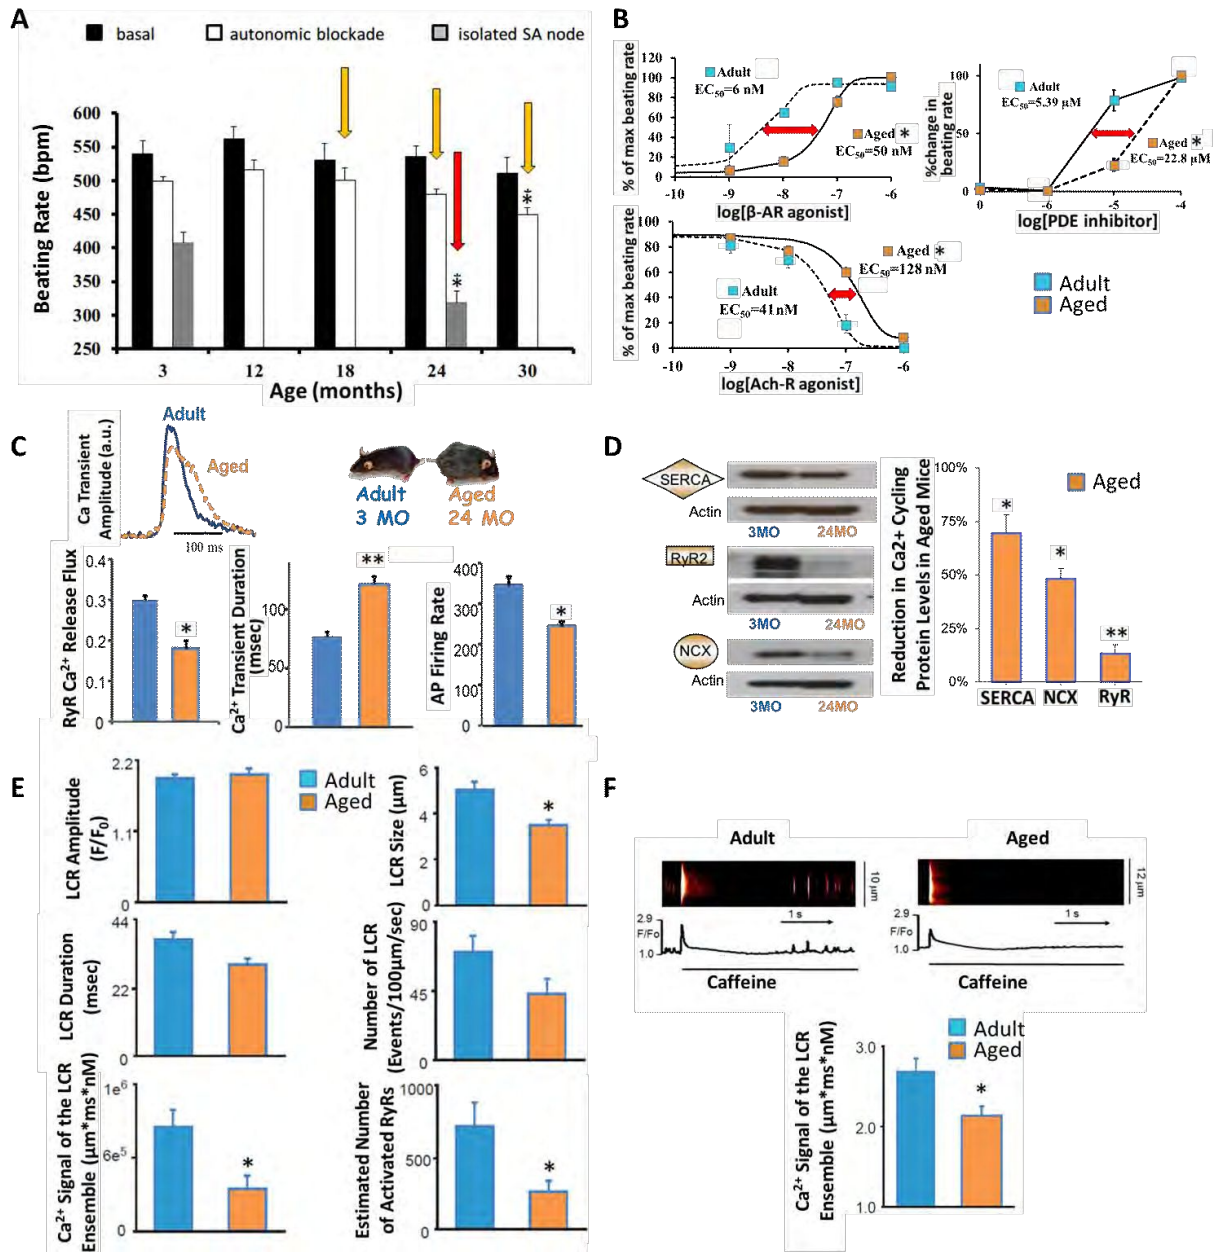 A
basal
autonomic blockade
isolated SA node
Beating Rate (bpm)
600
550
500
450
400
350
300
250
*
*
*
*
3
12
18
24
30
Age (months)
B
% of max beating rate
120
100
80
60
40
20
0
Adult
EC50=6 nM
Aged *
EC50=50 nM
-10
-9
-8
-7
-6
log[β-AR agonist]
%change in
beating rate
100
50
0
Adult
EC50=5.39 µM
Aged *
EC50=22.8 µM
0
-6
-5
-4
log[PDE inhibitor]
% of max beating rate
100
80
60
40
20
0
Aged *
EC50=128 nM
Adult
EC50=41nM
-10
-9
-8
-7
-6
log[Ach-R agonist]
Adult
Aged
C
Ca Transient
Amplitude (a.u.)
Adult
Aged
100 ms
Adult
3 MO
Aged
24 MO
RyR Ca2+ Release Flux
0.4
0.3
0.2
0.1
0
*
Ca2+ Transient Duration
(msec)
100
50
0
**
AP Firing Rate
400
300
200
100
0
*
D
SERCA
Actin
3MO
24MO
RyR2
Actin
3MO
24MO
NCX
Actin
3MO
24MO
Reduction in Ca2+ Cycling
Protein Levels in Aged Mice
100%
75%
50%
25%
0%
Aged
*
*
**
SERCA
NCX
RyR
E
LCR Amplitude
(F/F0)
2.2
1.1
0
Adult
Aged
LCR Size (µm)
6
4
2
0
*
LCR Duration
(msec)
44
22
0
Number of LCR
(Events/100µm/sec)
90
45
0
Ca2+ Signal of the LCR
Ensemble (µm*ms*nM)
1e6
6e5
0
*
Estimated Number
of Activated RyRs
1000
500
0
*
F
Adult
Aged
10 µm
12 µm
2.9
F/Fo
1.0
1 s
Caffeine
2.9
F/Fo
1.0
1 s
Caffeine
Adult
Aged
Ca2+ Signal of the LCR
Ensemble (µm*ms*nM)
3.0
2.0
1.0
*